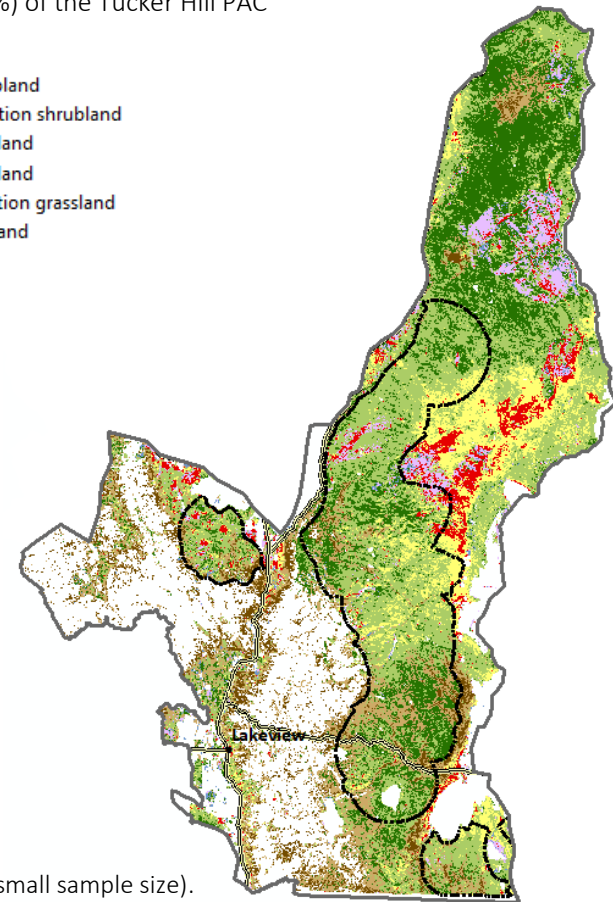 %) of the Tucker Hill PAC
land
tion shrubland
land
land
tion grassland
and
Lakeview
small sample size).